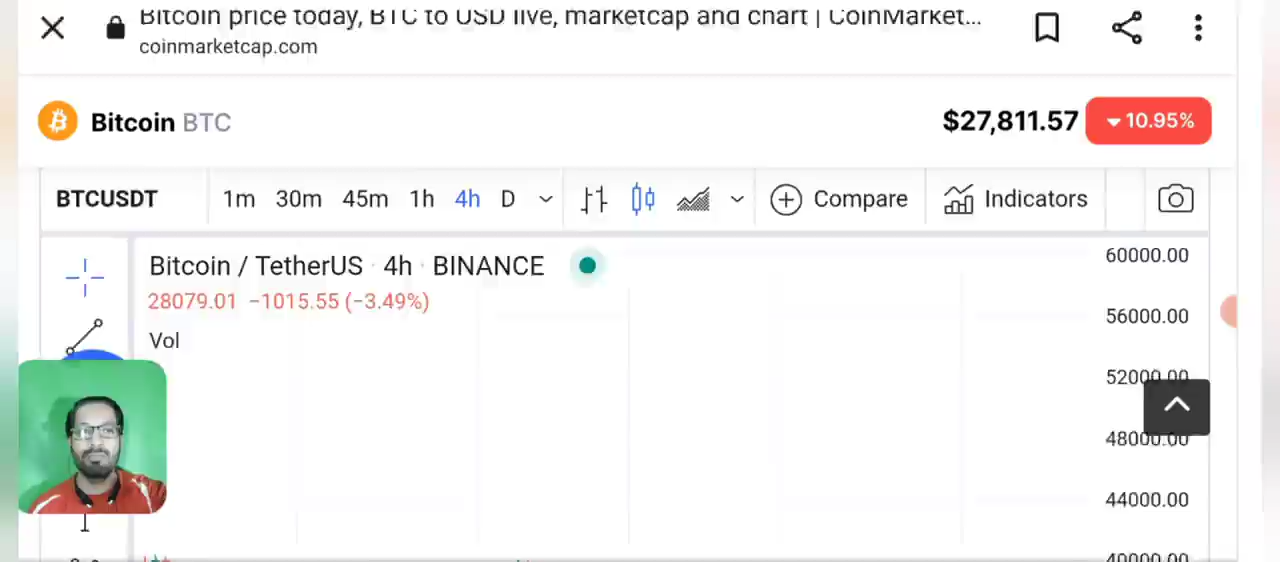 Bitcoin price today, BTC to USD live, marketcap and chart | CoinMarket...
coinmarketcap.com
Bitcoin BTC
$27,811.57
10.95%
BTCUSDT 1m 30m 45m 1h 4h D Compare Indicators
Bitcoin / TetherUS · 4h · BINANCE
28079.01 −1015.55 (−3.49%)
Vol
60000.00
56000.00
52000.00
48000.00
44000.00
40000.00